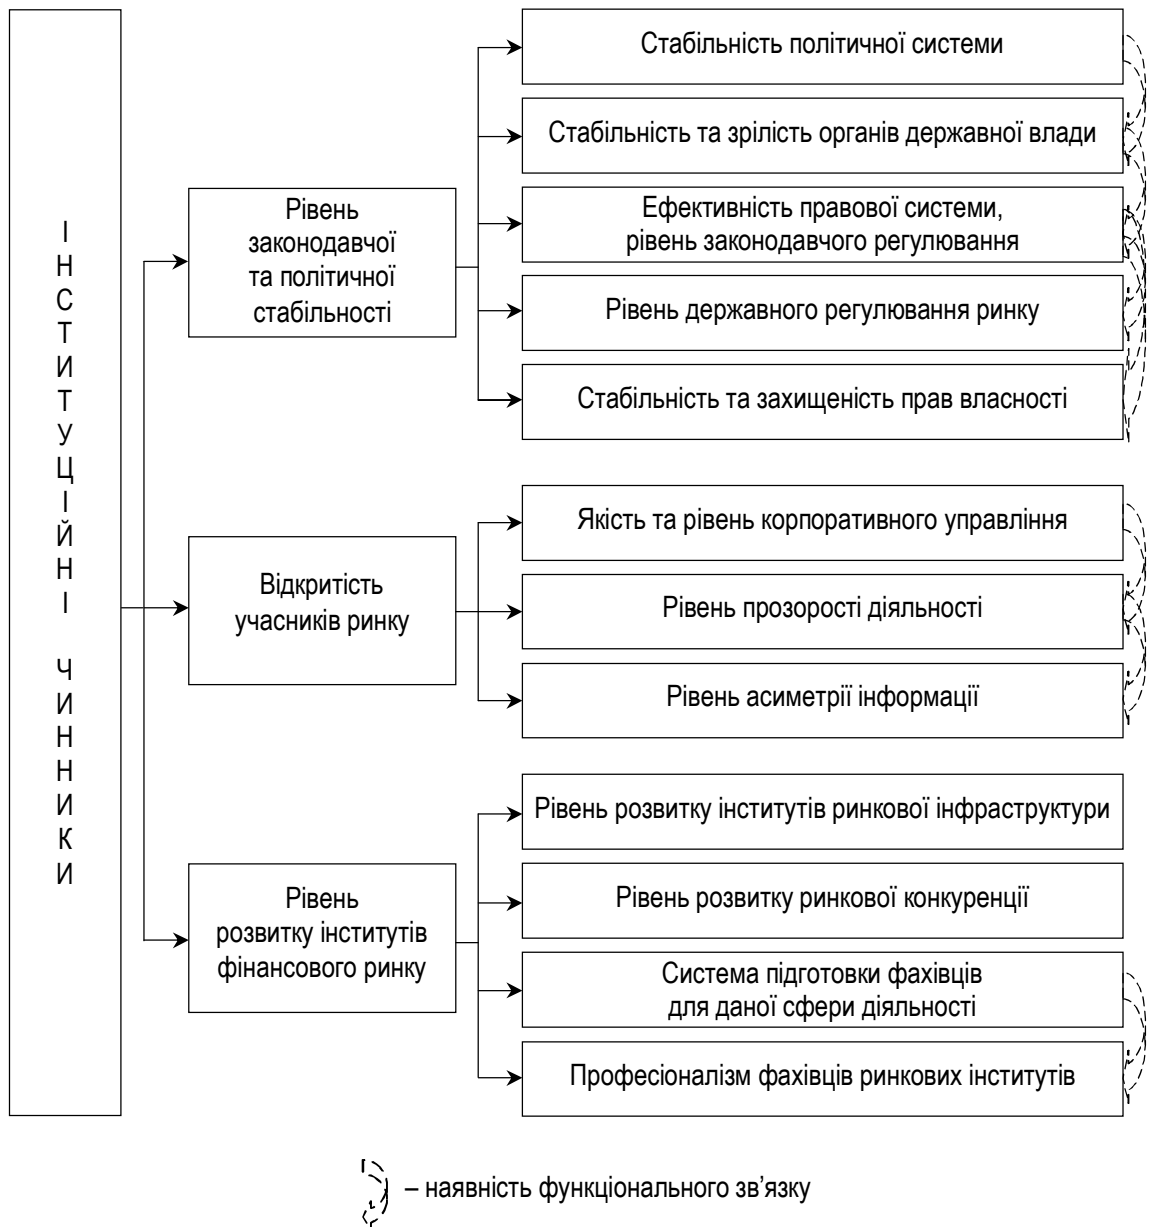 ІНСТИТУЦІЙНІ ЧИННИКИ
Рівень
законодавчої
та політичної
стабільності
Стабільність політичної системи
Стабільність та зрілість органів державної влади
Ефективність правової системи,
рівень законодавчого регулювання
Рівень державного регулювання ринку
Стабільність та захищеність прав власності
Відкритість
учасників ринку
Якість та рівень корпоративного управління
Рівень прозорості діяльності
Рівень асиметрії інформації
Рівень
розвитку інститутів
фінансового ринку
Рівень розвитку інститутів ринкової інфраструктури
Рівень розвитку ринкової конкуренції
Система підготовки фахівців
для даної сфери діяльності
Професіоналізм фахівців ринкових інститутів
– наявність функціонального зв’язку